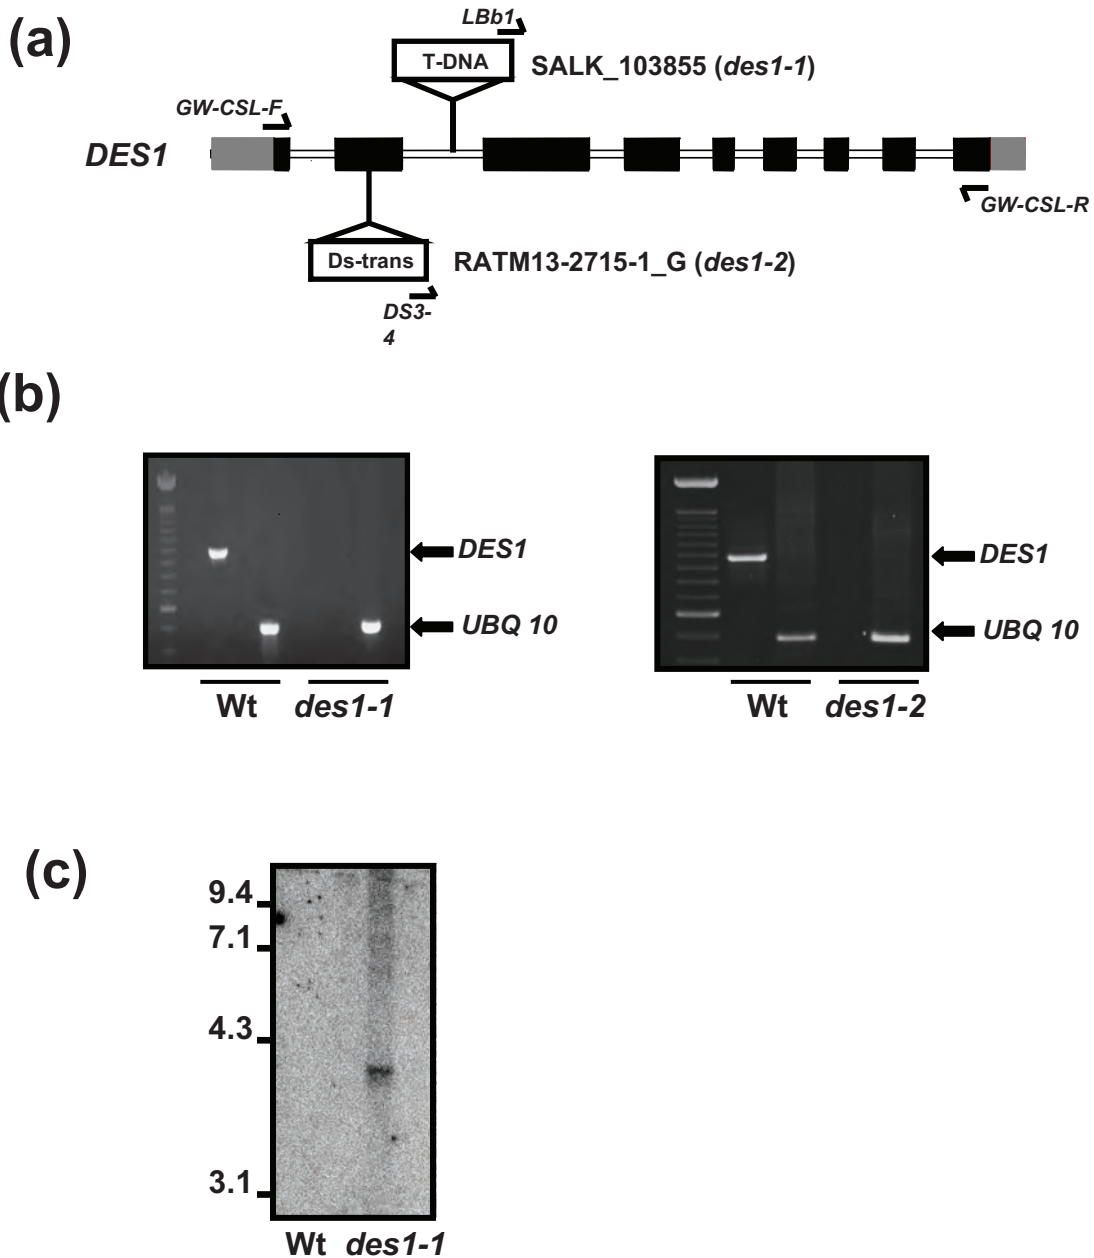 (a)
LBb1
T-DNA
SALK_103855 (des1-1)
GW-CSL-F
DES1
GW-CSL-R
Ds-trans
RATM13-2715-1_G (des1-2)
DS3-
4
(b)
DES1
UBQ 10
Wt
des1-1
DES1
UBQ 10
Wt
des1-2
(c)
9.4
7.1
4.3
3.1
Wt
des1-1